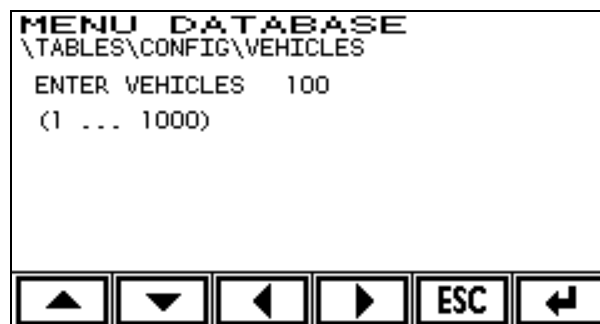 MENU DATABASE
\TABLES\CONFIG\VEHICLES
ENTER VEHICLES 100
(1 ... 1000)
ESC